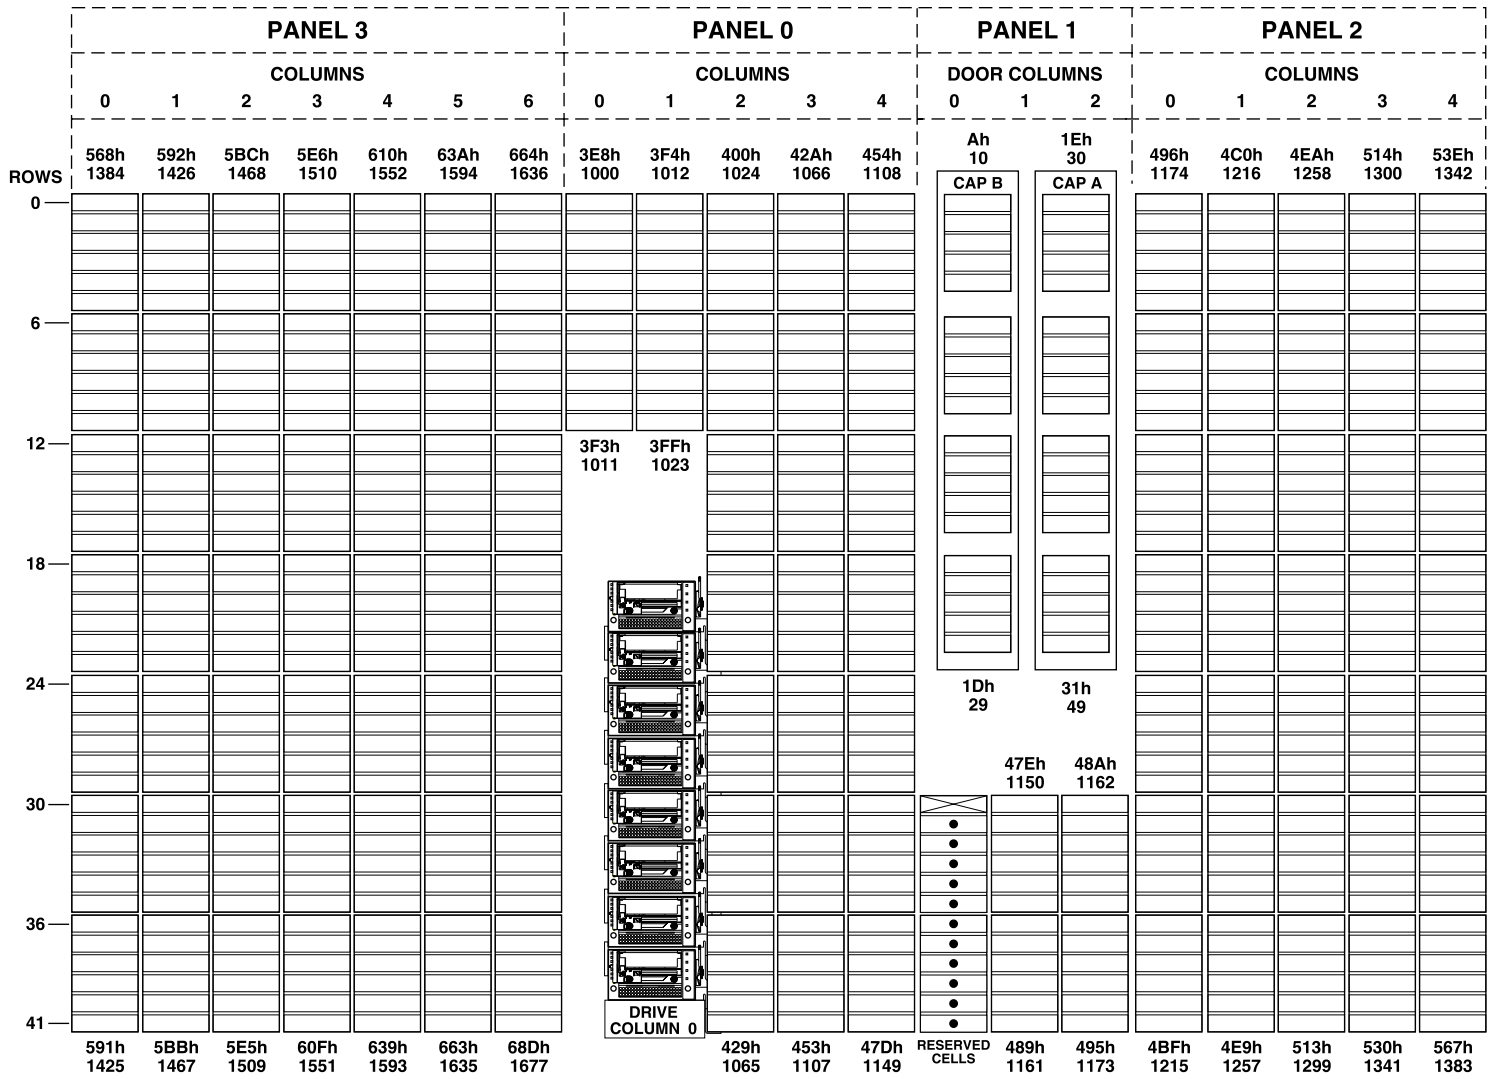 PANEL 3 PANEL 0 PANEL 1 PANEL 2
COLUMNS COLUMNS DOOR COLUMNS COLUMNS
0 1 2 3 4 5 6 0 1 2 3 4 0 1 2 0 1 2 3 4
Ah 1Eh
10 30
568h 592h 5BCh 5E6h 610h 63Ah 664h 3E8h 3F4h 400h 42Ah 454h 496h 4C0h 4EAh 514h 53Eh
1384 1426 1468 1510 1552 1594 1636 1000 1012 1024 1066 1108 1174 1216 1258 1300 1342
ROWS
CAP B CAP A
0
6
12
3F3h 3FFh
1011 1023
18
24
1Dh 31h
29 49
47Eh 48Ah
1150 1162
30
36
DRIVE
COLUMN 0
41
RESERVED
CELLS
591h 5BBh 5E5h 60Fh 639h 663h 68Dh 429h 453h 47Dh 489h 495h 4BFh 4E9h 513h 530h 567h
1425 1467 1509 1551 1593 1635 1677 1065 1107 1149 1161 1173 1215 1257 1299 1341 1383